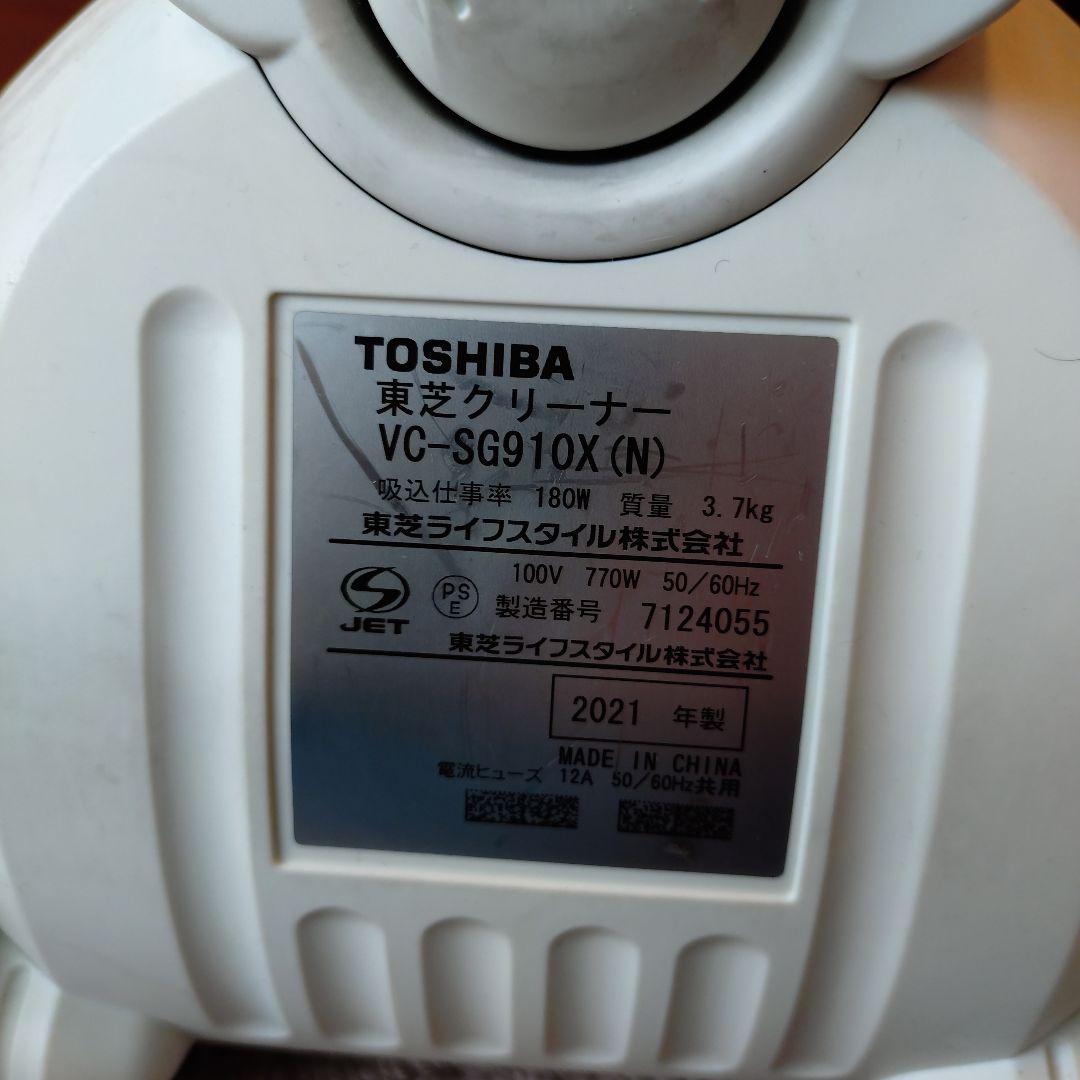 TOSHIBA
東芝クリーナー
VC-SG910X(N)
吸込仕事率 180W 質量 3.7kg
東芝ライフスタイル株式会社
100V 770W 50/60Hz
JET PSE 製造番号 7124055
東芝ライフスタイル株式会社
2021 年製
MADE IN CHINA
電流ヒューズ 12A 50/60Hz共用